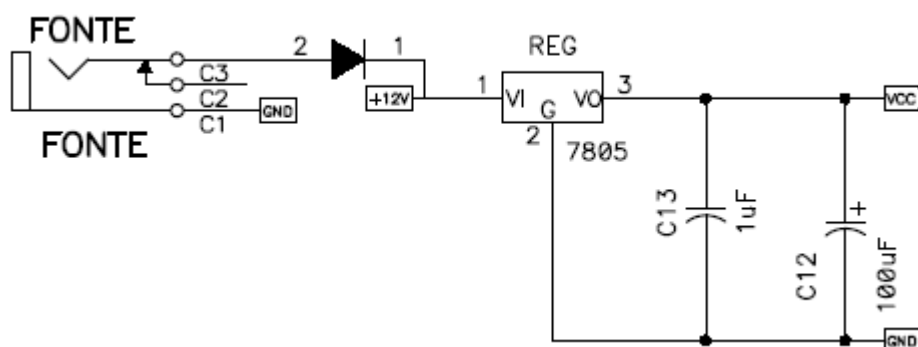 FONTE
2
1
REG
C3
C2
C1
GND
+12V
1
VI
VO
3
G
2
7805
VCC
C13
1uF
+
C12
100uF
GND
FONTE